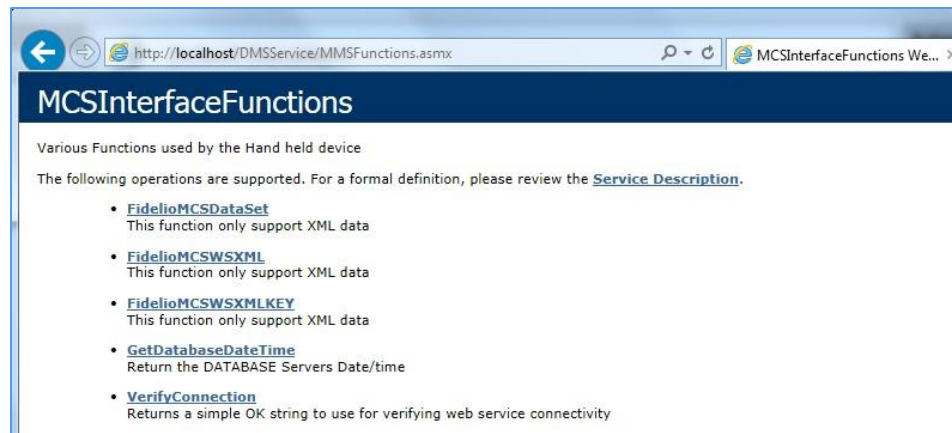 http://localhost/DMSService/MMSFunctions.asmx
MCSInterfaceFunctions We...
MCSInterfaceFunctions
Various Functions used by the Hand held device
The following operations are supported. For a formal definition, please review the Service Description.
FidelioMCSDataSet
This function only support XML data
FidelioMCSWSXML
This function only support XML data
FidelioMCSWSXMLKEY
This function only support XML data
GetDatabaseDateTime
Return the DATABASE Servers Date/time
VerifyConnection
Returns a simple OK string to use for verifying web service connectivity